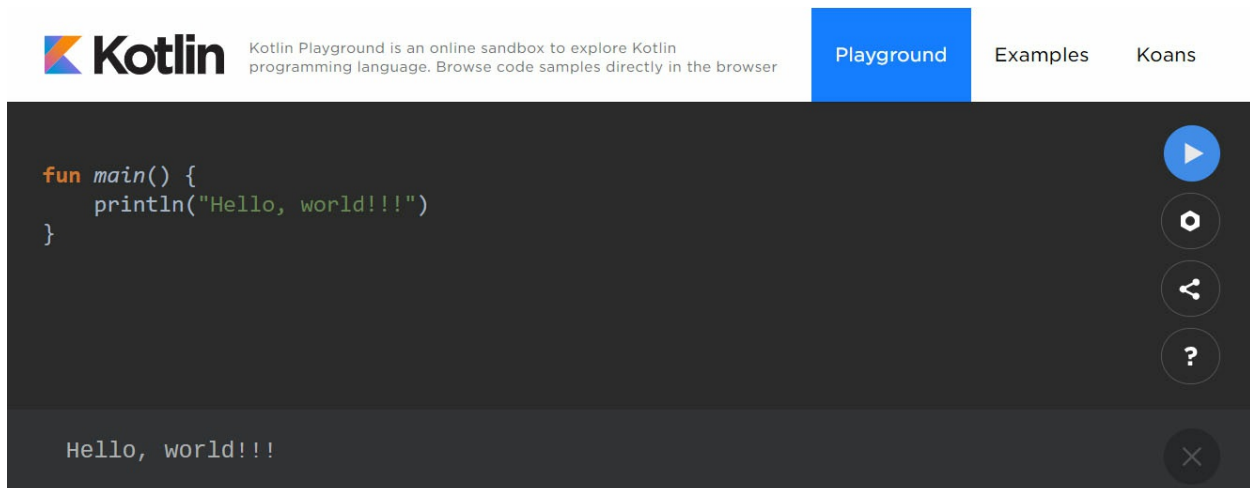 Kotlin
Kotlin Playground is an online sandbox to explore Kotlin
programming language. Browse code samples directly in the browser
Playground
Examples
Koans
fun main() {
    println("Hello, world!!!")
}
?
Hello, world!!!